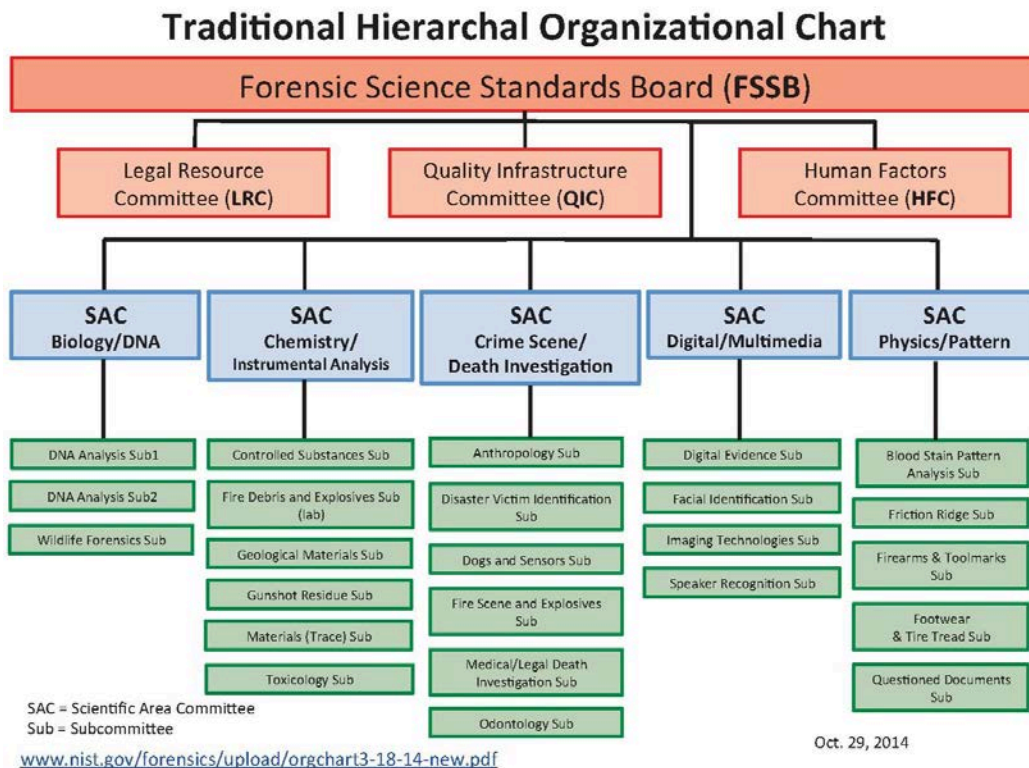 Traditional Hierarchal Organizational Chart
Forensic Science Standards Board (FSSB)
Legal Resource
Committee (LRC)
Quality Infrastructure
Committee (QIC)
Human Factors
Committee (HFC)
SAC
Biology/DNA
SAC
Chemistry/
Instrumental Analysis
SAC
Crime Scene/
Death Investigation
SAC
Digital/Multimedia
SAC
Physics/Pattern
DNA Analysis Sub1
DNA Analysis Sub2
Wildlife Forensics Sub
Controlled Substances Sub
Fire Debris and Explosives Sub
(lab)
Geological Materials Sub
Gunshot Residue Sub
Materials (Trace) Sub
Toxicology Sub
Anthropology Sub
Disaster Victim Identification
Sub
Dogs and Sensors Sub
Fire Scene and Explosives
Sub
Medical/Legal Death
Investigation Sub
Odontology Sub
Digital Evidence Sub
Facial Identification Sub
Imaging Technologies Sub
Speaker Recognition Sub
Blood Stain Pattern
Analysis Sub
Friction Ridge Sub
Firearms & Toolmarks
Sub
Footwear
& Tire Tread Sub
Questioned Documents
Sub
SAC = Scientific Area Committee
Sub = Subcommittee
www.nist.gov/forensics/upload/orgchart3-18-14-new.pdf
Oct. 29, 2014